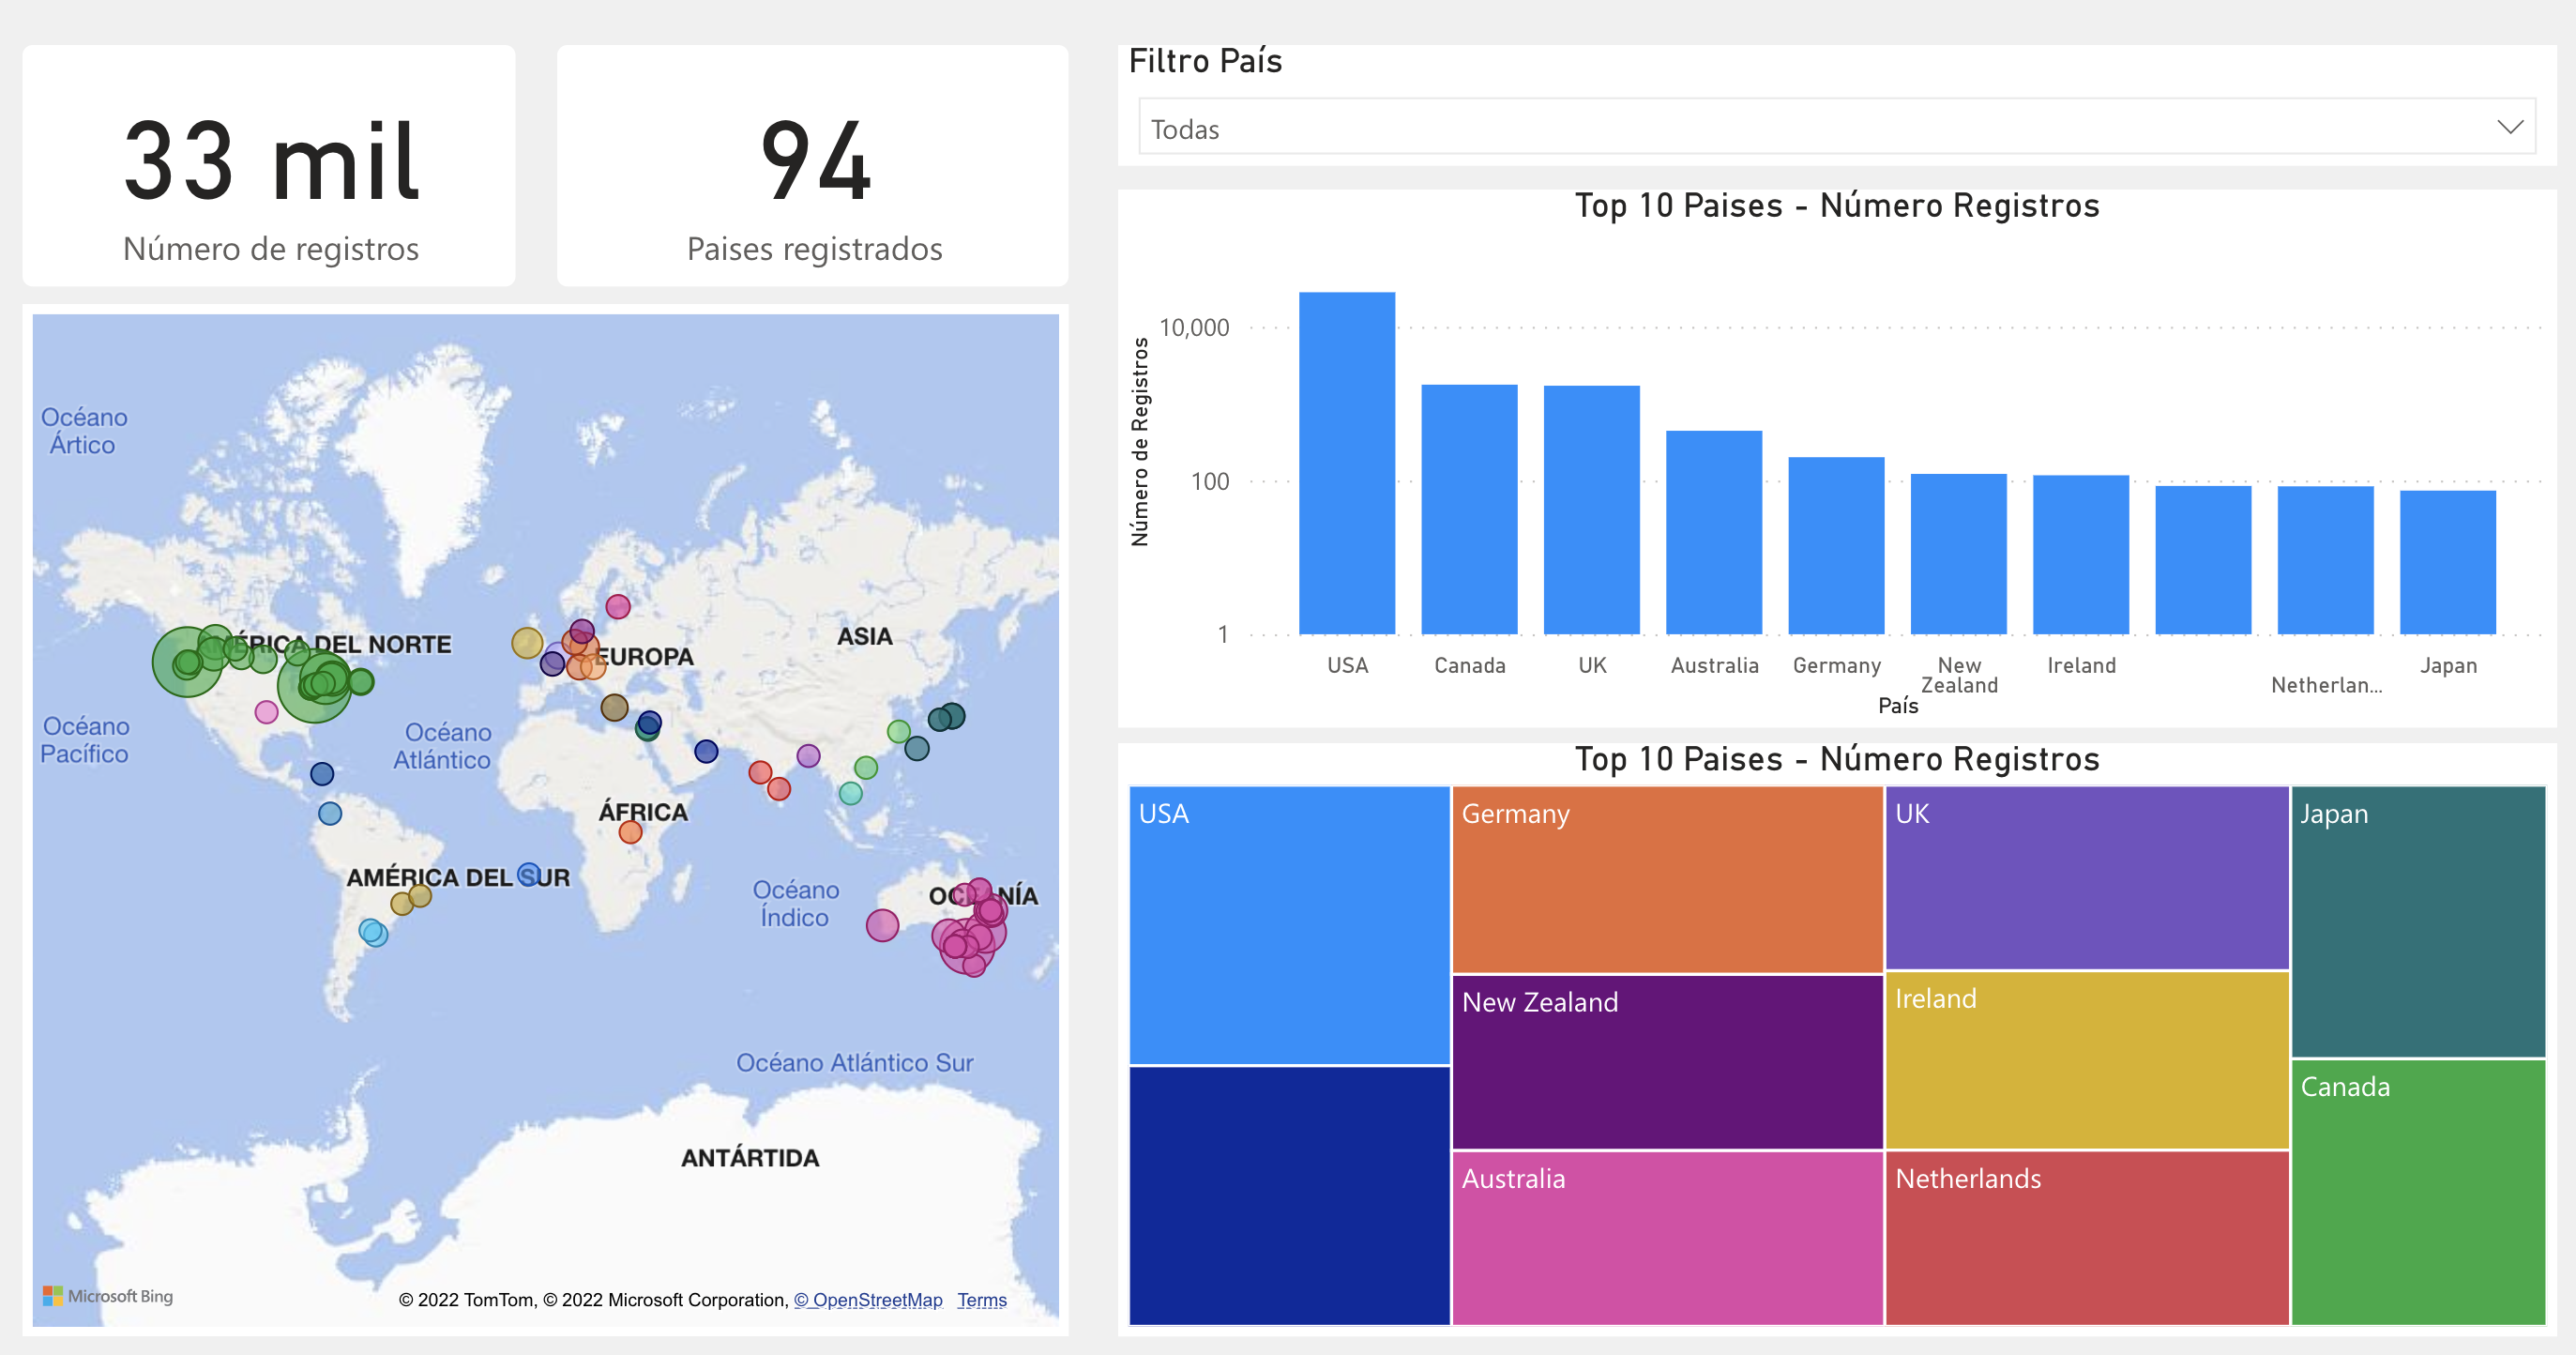 33 mil
Número de registros
94
Paises registrados
Filtro País
Todas
Océano
Ártico
AMÉRICA DEL NORTE
ASIA
EUROPA
Océano
Pacífico
Océano
Atlántico
ÁFRICA
AMÉRICA DEL SUR
Océano
Índico
Océano Atlántico Sur
ANTÁRTIDA
Microsoft Bing
© 2022 TomTom, © 2022 Microsoft Corporation, © OpenStreetMap Terms
Top 10 Paises - Número Registros
Número de Registros
10,000
100
1
USA
Canada
UK
Australia
Germany
New
Zealand
Ireland
Netherlan...
Japan
País
Top 10 Paises - Número Registros
USA
Germany
New Zealand
Australia
UK
Ireland
Netherlands
Japan
Canada